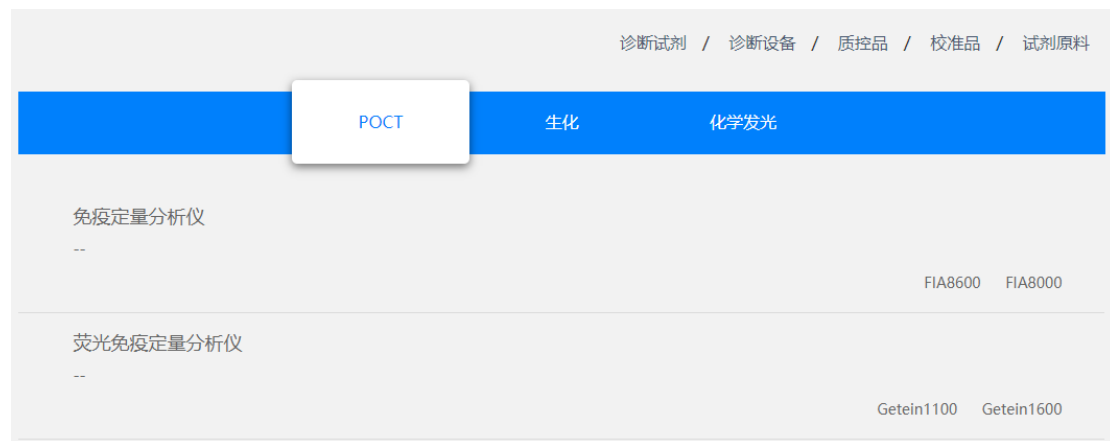 诊断试剂 / 诊断设备 / 质控品 / 校准品 / 试剂原料
POCT 生化 化学发光
免疫定量分析仪
--
FIA8600 FIA8000
荧光免疫定量分析仪
--
Getein1100 Getein1600